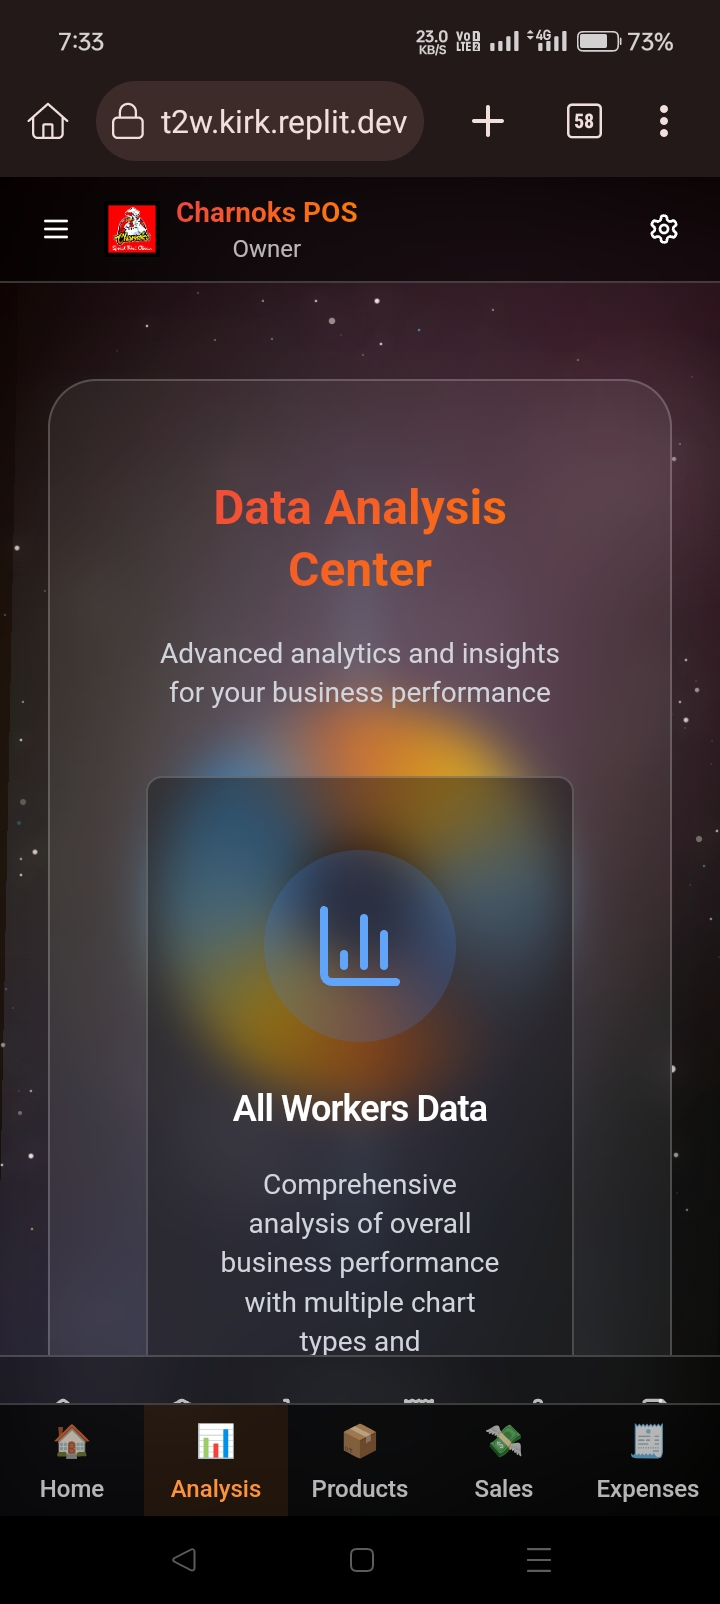 7:33
23.0 KB/S
VoD LTE2
4G
73%
t2w.kirk.replit.dev
58
Charnoks POS
Owner
Data Analysis
Center
Advanced analytics and insights
for your business performance
All Workers Data
Comprehensive
analysis of overall
business performance
with multiple chart
types and
Home
Analysis
Products
Sales
Expenses